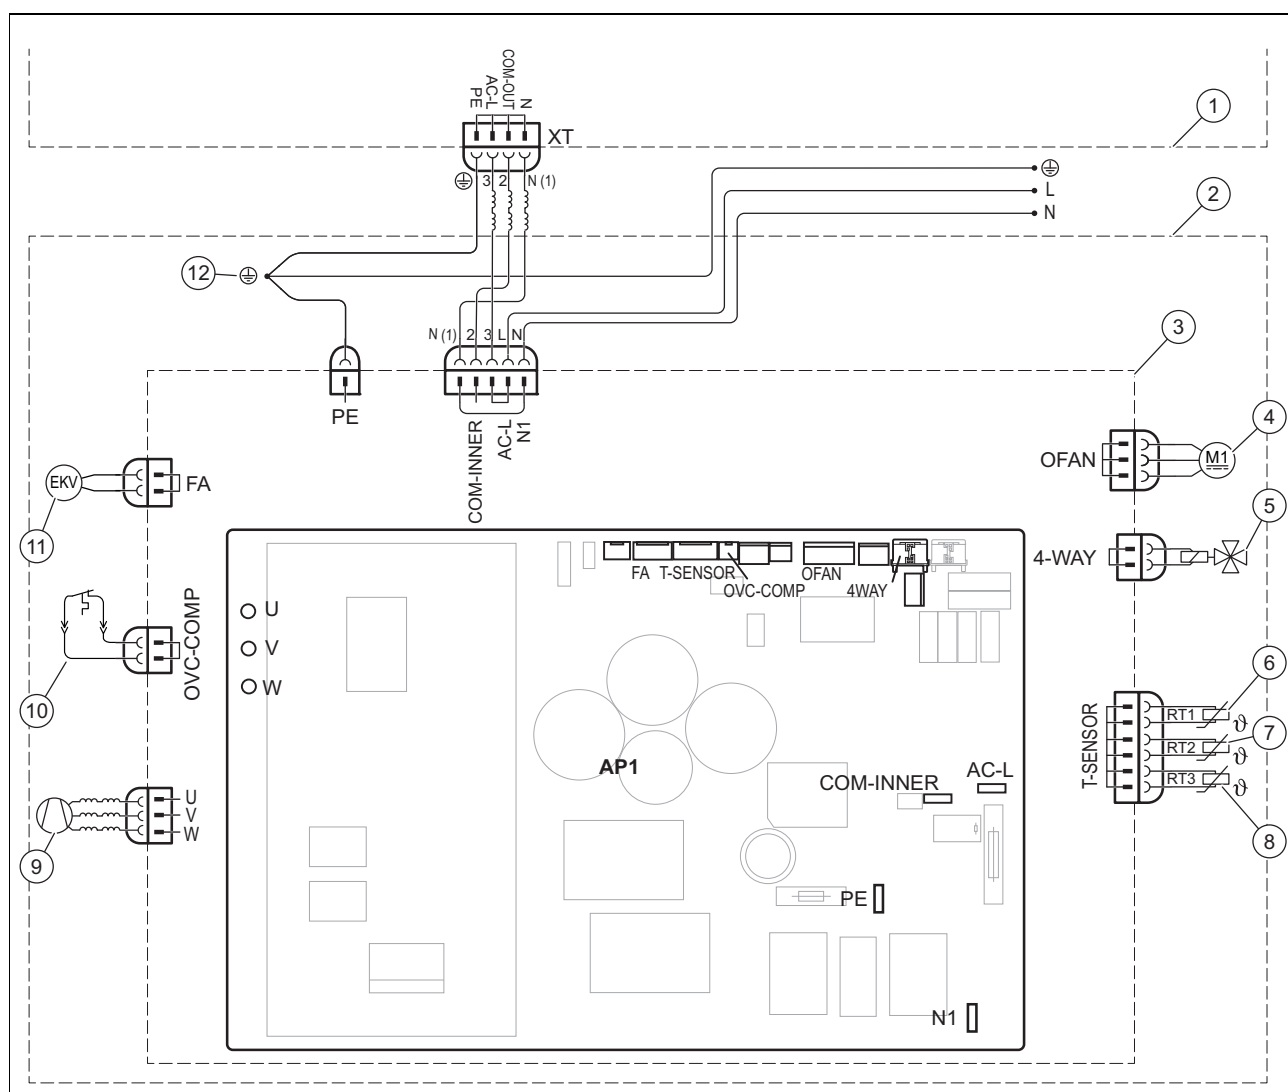 PE
AC-L
COM-OUT
N
XT
3 2 N (1)
L
N
1
2
3
4
5
6
7
8
9
10
11
12
N (1) 2 3 L N
PE
COM-INNER
AC-L
N1
EKV
FA
OVC-COMP
U
V
W
OFAN
M1
4-WAY
T-SENSOR
RT1 ϑ
RT2 ϑ
RT3 ϑ
FA T-SENSOR OVC-COMP OFAN 4WAY
U
V
W
AP1
COM-INNER
AC-L
PE
N1